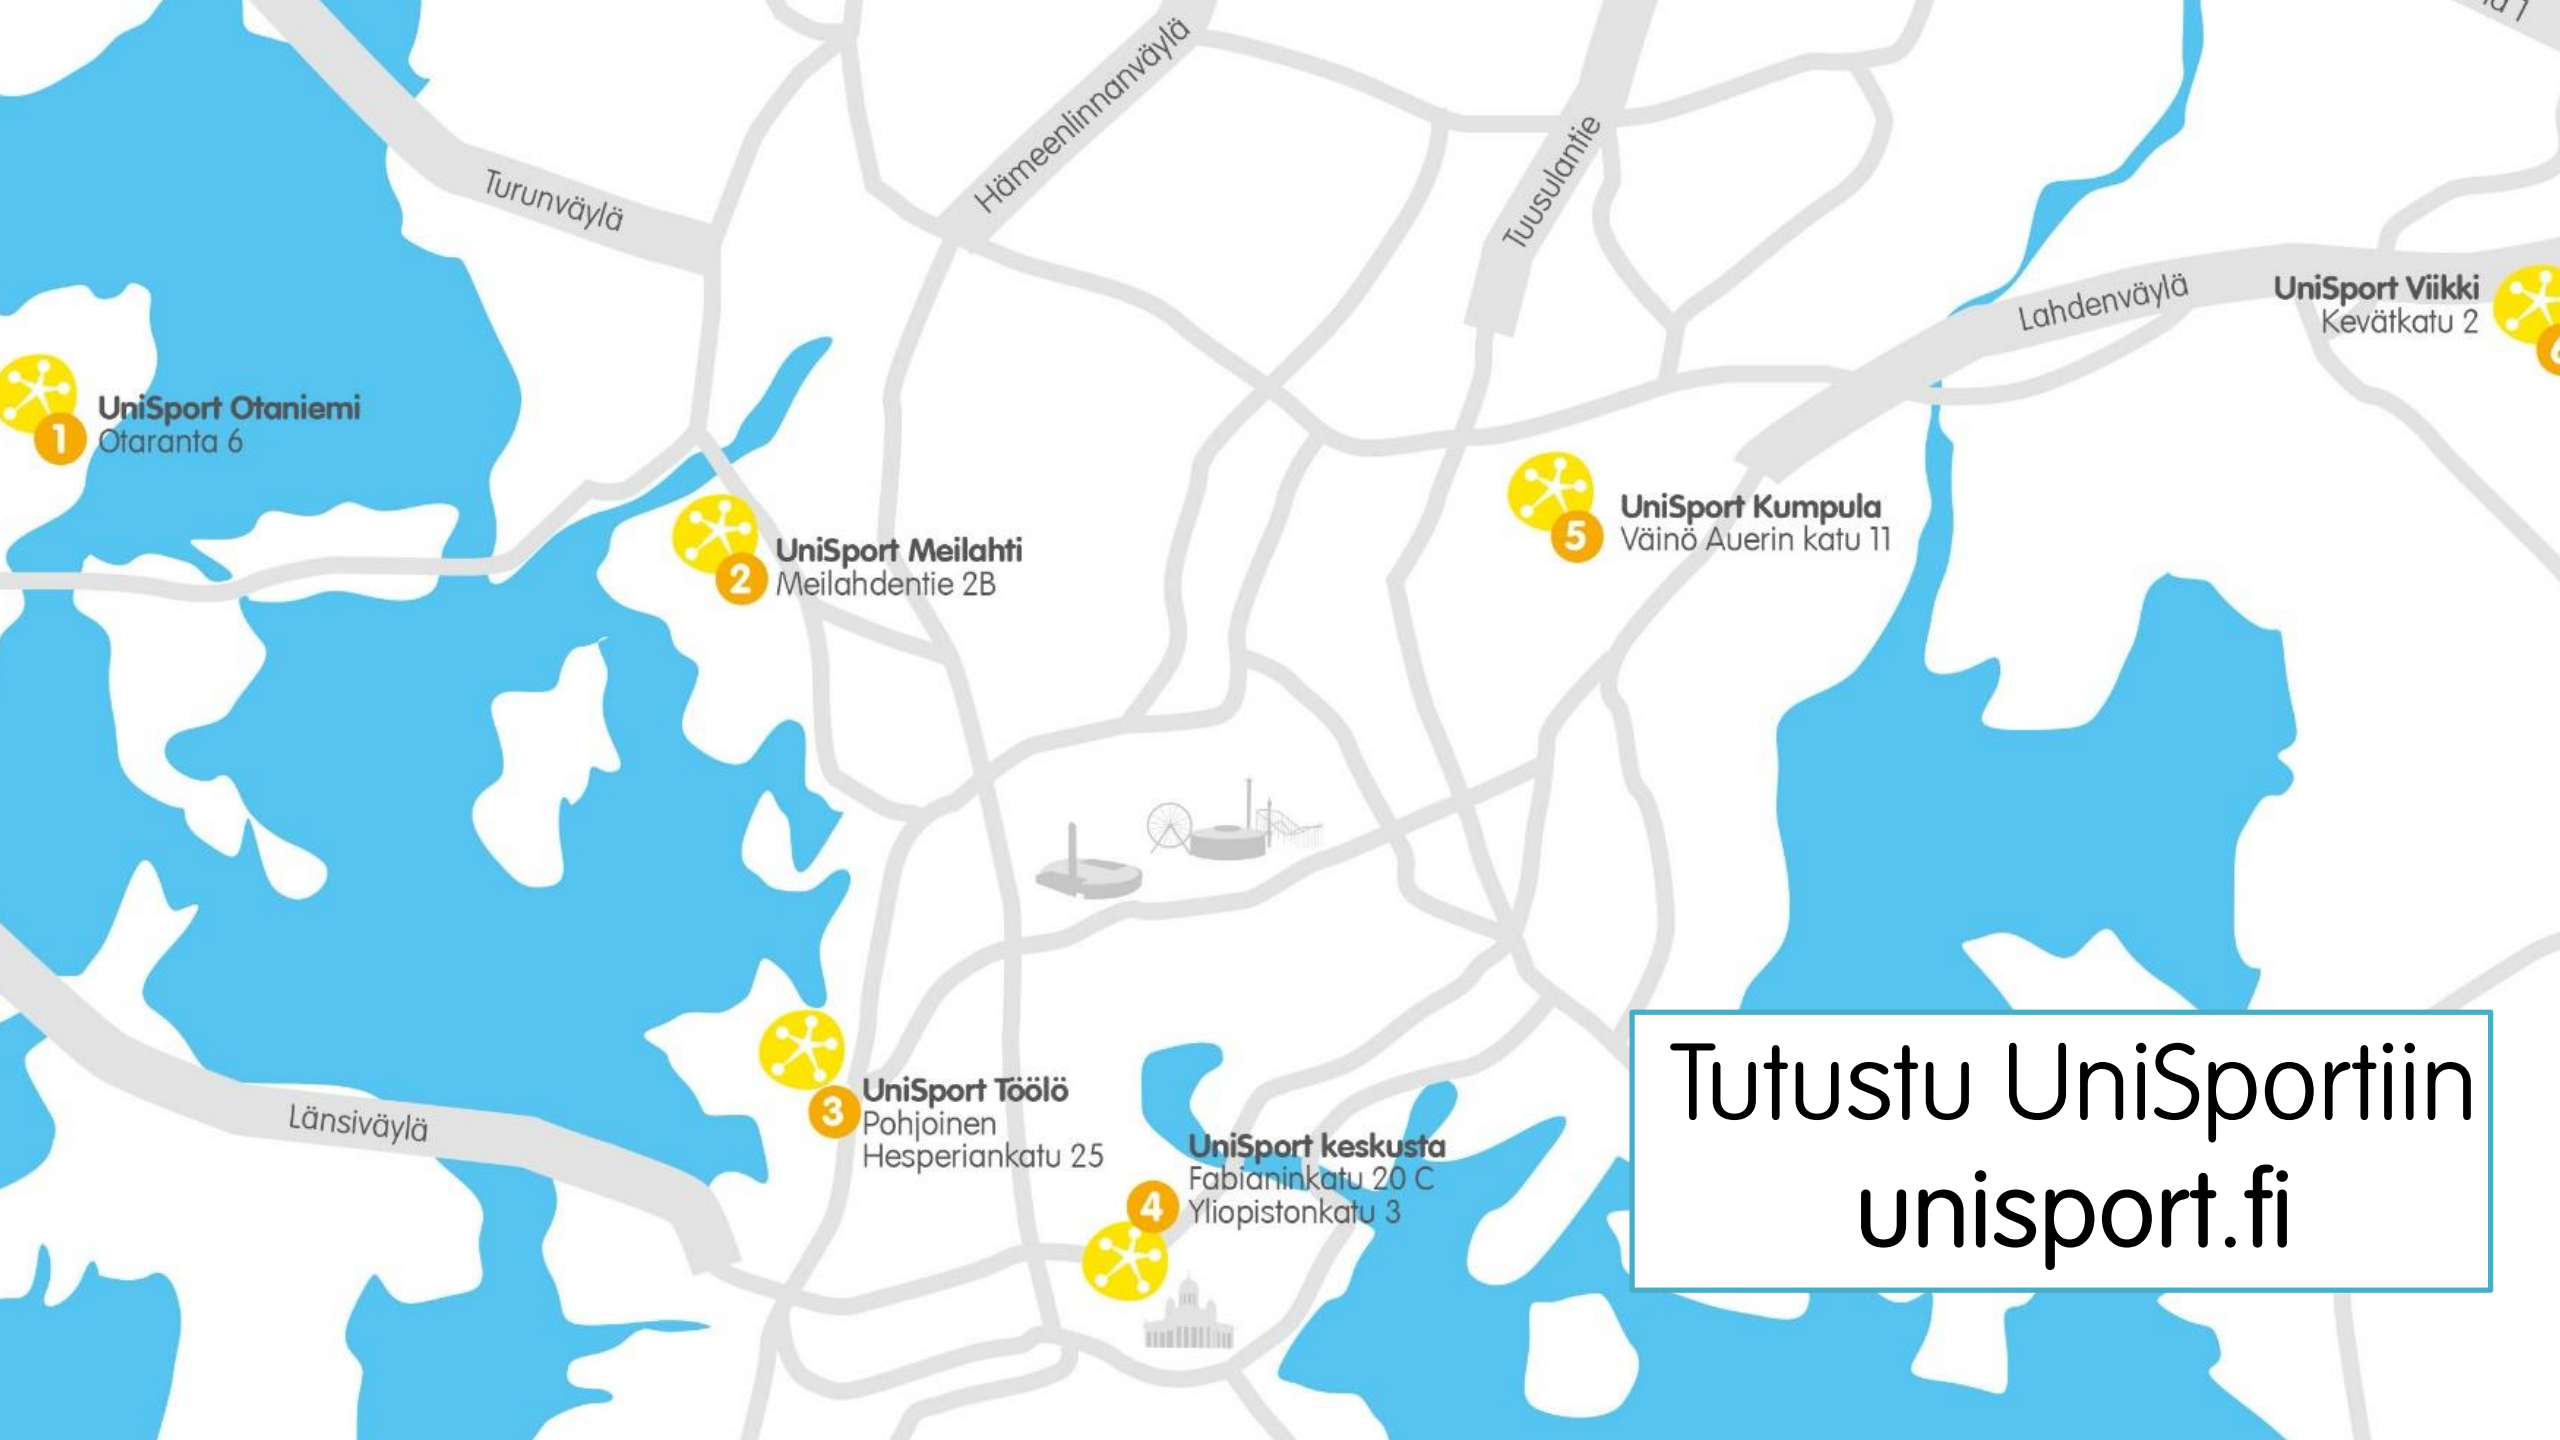 Turunväylä
Hämeenlinnanväylä
Tuusulantie
Lahdenväylä
UniSport Viikki
Kevätkatu 2
UniSport Otaniemi
Otaranta 6
1
UniSport Meilahti
Meilahdentie 2B
2
UniSport Kumpula
Väinö Auerin katu 11
5
UniSport Töölö
Pohjoinen
Hesperiankatu 25
3
Länsiväylä
UniSport keskusta
Fabianinkatu 20 C
Yliopistonkatu 3
4
Tutustu UniSportiin
unisport.fi